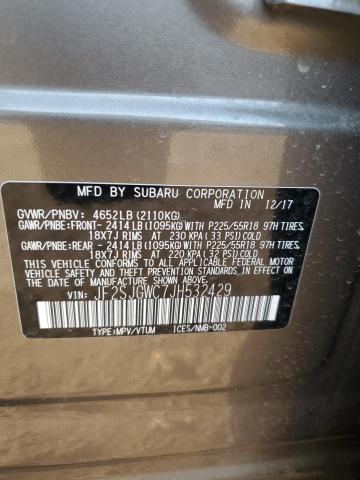 MFD BY SUBARU CORPORATION
MFD IN 12/17
GVWR/PNBV: 4652LB (2110KG)
GAWR/PNBE:FRONT- 2414LB (1095KG) WITH P225/55R18 97H TIRES,
18X7J RIMS AT 230 KPA (33 PSI) COLD
GAWR/PNBE:REAR - 2414LB (1095KG) WITH P225/55R18 97H TIRES,
18X7J RIMS AT 220 KPA (32 PSI) COLD
THIS VEHICLE CONFORMS TO ALL APPLICABLE
FEDERAL MOTOR VEHICLE SAFETY AND BUMPER STANDARDS
IN EFFECT ON THE DATE OF MANUFACTURE SHOWN ABOVE.
VIN: JF2SJGWC7JH532429
TYPE:MPV/VTUM ICES/NMB-002